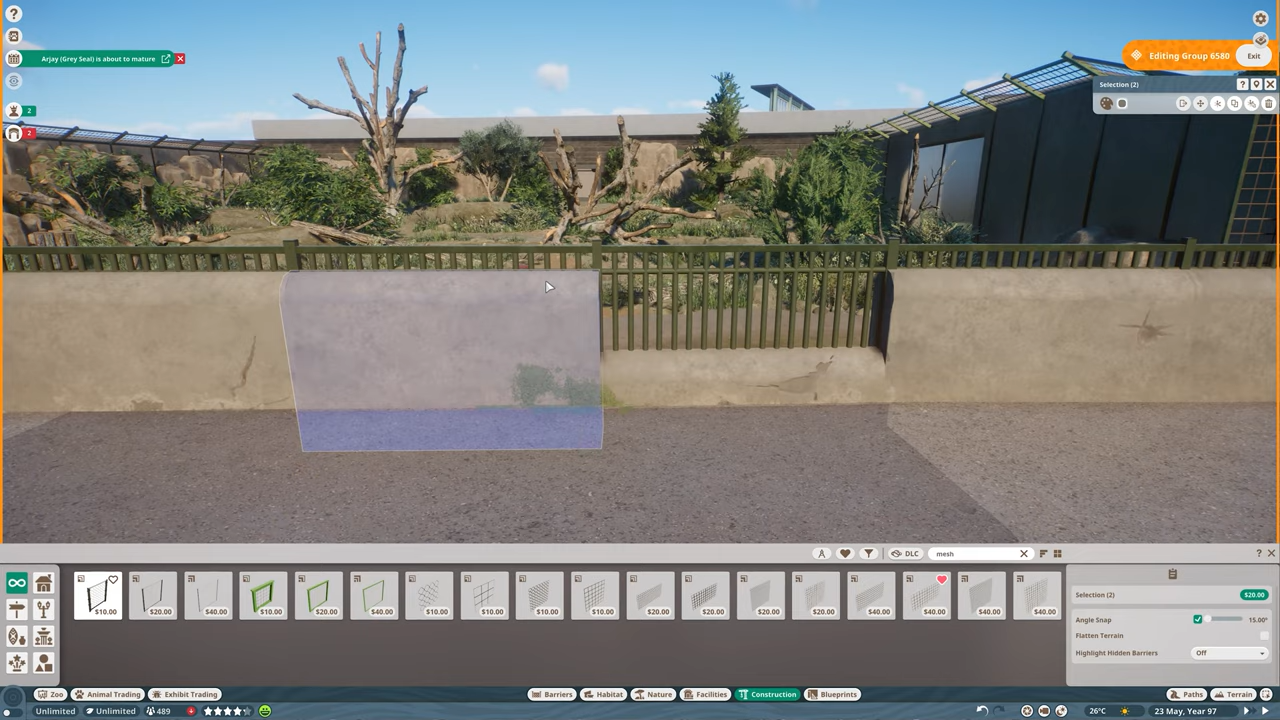 ?
Arjay (Grey Seal) is about to mature
2
2
Editing Group 6580
Exit
Selection (2)
?
DLC
mesh
?
$10.00
$20.00
$40.00
$10.00
$20.00
$40.00
$10.00
$10.00
$10.00
$10.00
$20.00
$20.00
$20.00
$20.00
$40.00
$40.00
$40.00
$40.00
Selection (2)
$20.00
Angle Snap
15.00°
Flatten Terrain
Highlight Hidden Barriers
Off
Zoo
Animal Trading
Exhibit Trading
Barriers
Habitat
Nature
Facilities
Construction
Blueprints
Paths
Terrain
Unlimited
Unlimited
489
26°C
23 May, Year 97